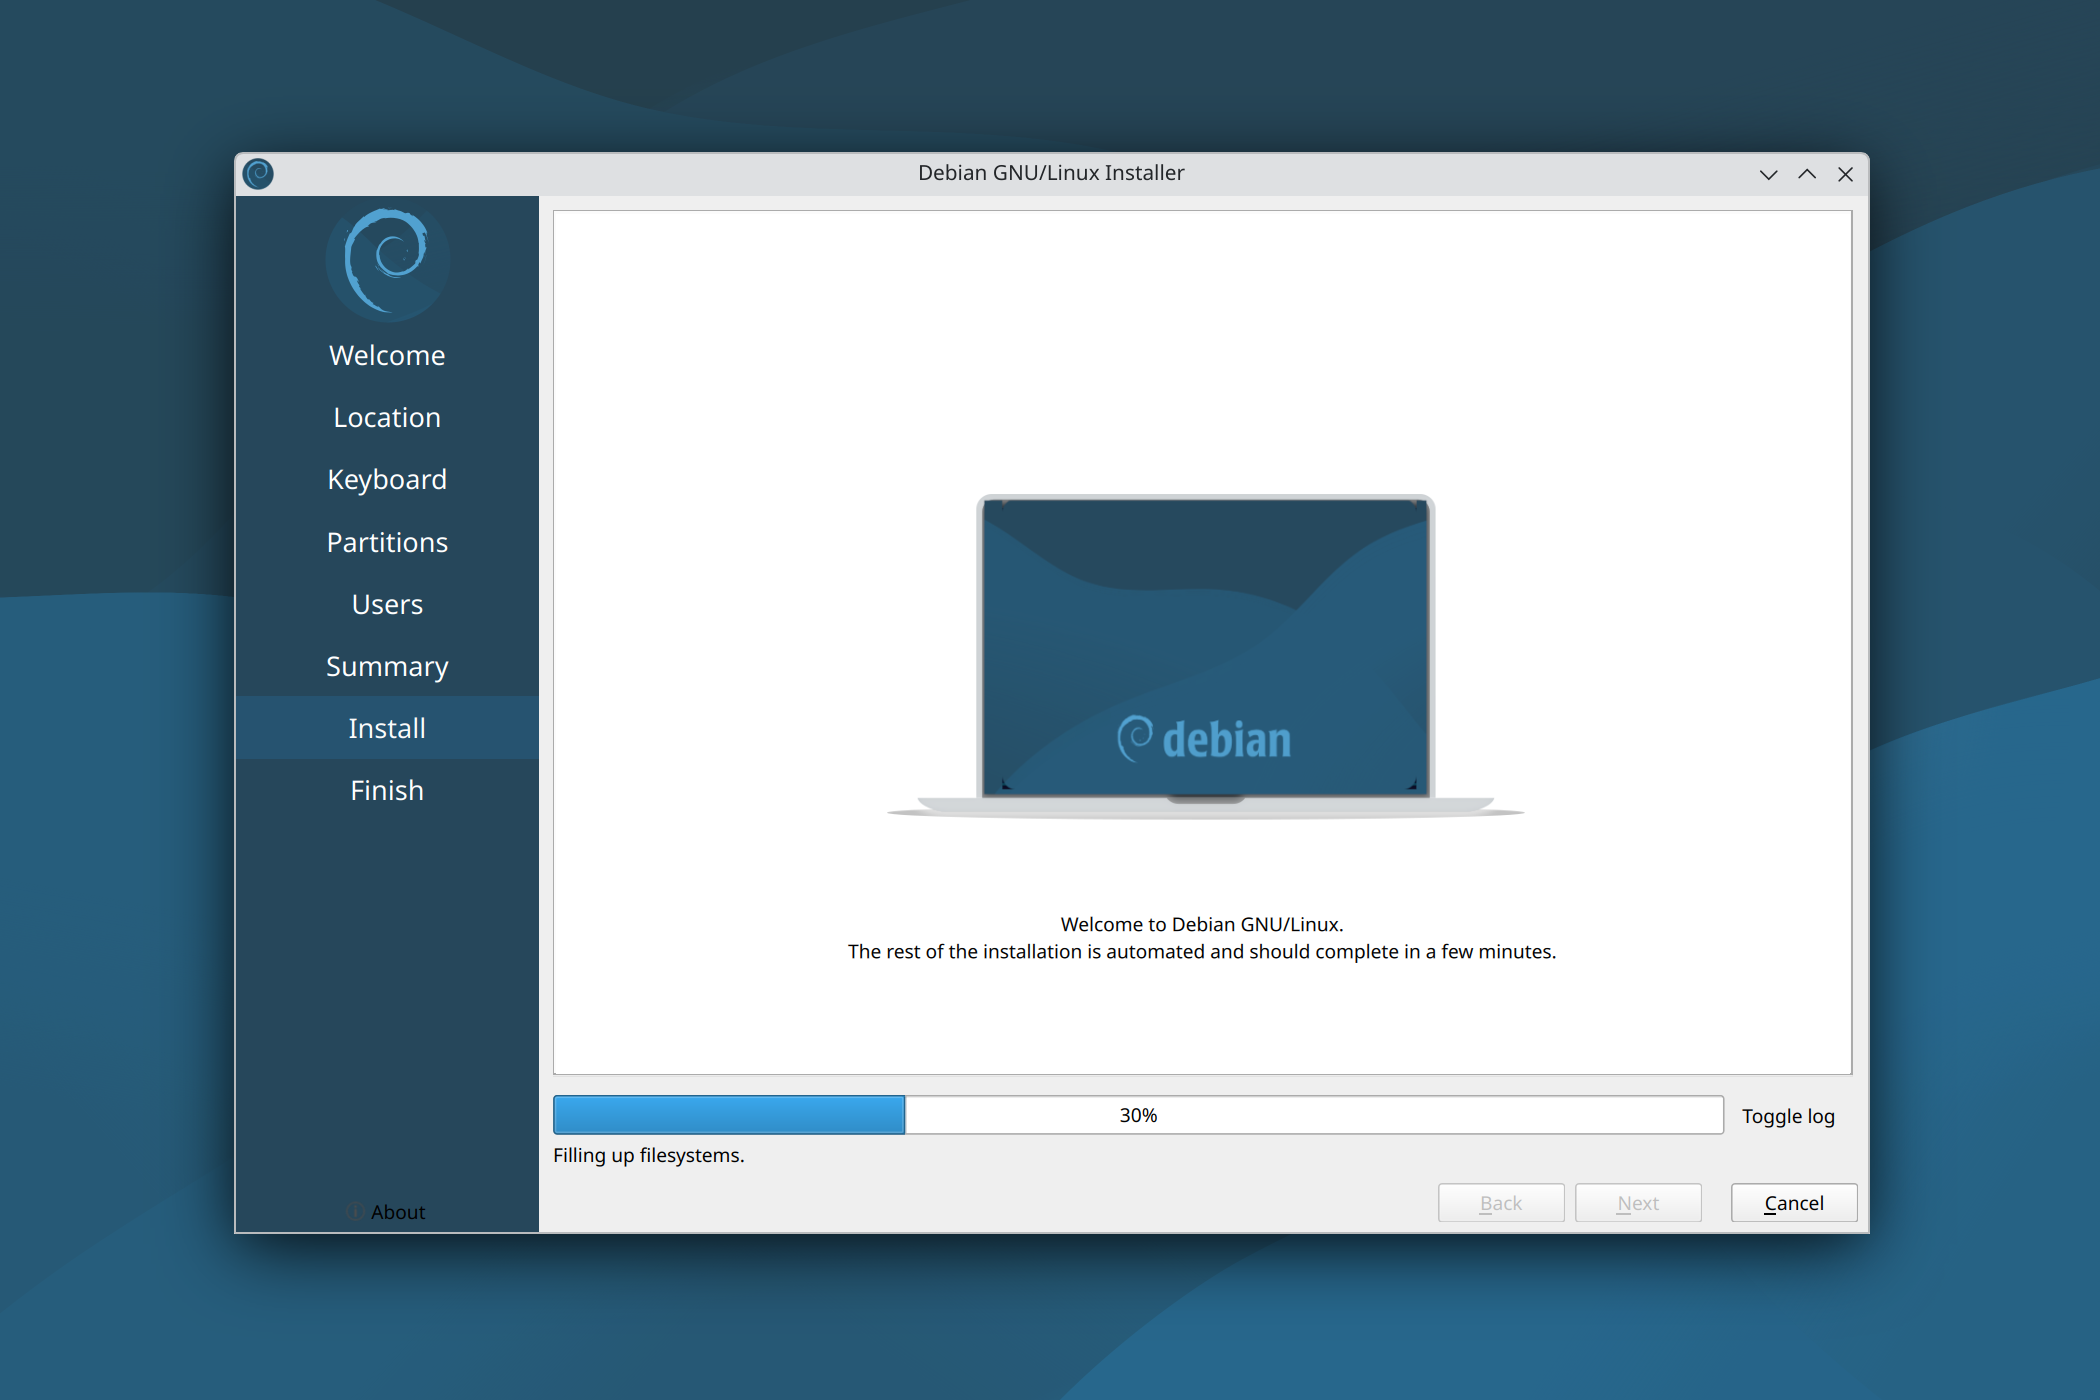 Debian GNU/Linux Installer
Welcome
Location
Keyboard
Partitions
Users
Summary
Install
Finish
About
debian
Welcome to Debian GNU/Linux.
The rest of the installation is automated and should complete in a few minutes.
30%
Toggle log
Filling up filesystems.
Back
Next
Cancel